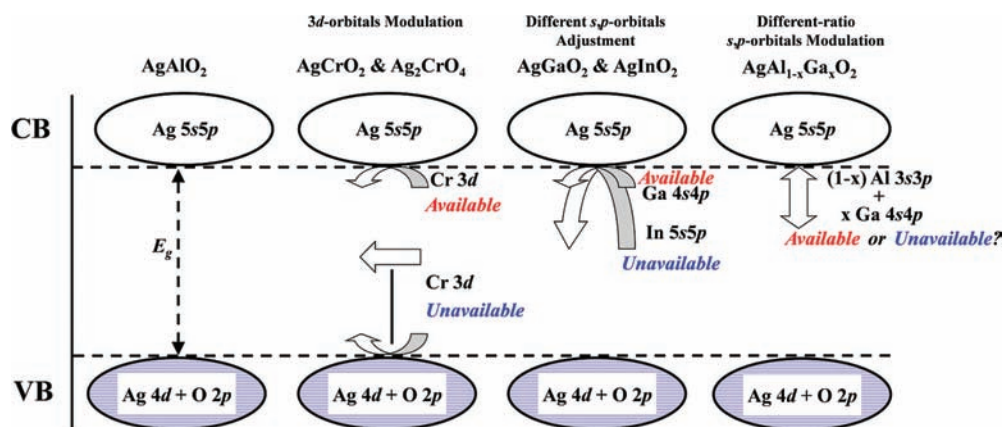 3d-orbitals Modulation
Different s,p-orbitals
Adjustment
Different-ratio
s,p-orbitals Modulation
AgAlO2
AgCrO2 & Ag2CrO4
AgGaO2 & AgInO2
AgAl1-xGaxO2
CB
Ag 5s5p
Ag 5s5p
Ag 5s5p
Ag 5s5p
Eg
Cr 3d
Available
Cr 3d
Unavailable
Available
Ga 4s4p
In 5s5p
Unavailable
(1-x) Al 3s3p
+
x Ga 4s4p
Available or Unavailable?
VB
Ag 4d + O 2p
Ag 4d + O 2p
Ag 4d + O 2p
Ag 4d + O 2p